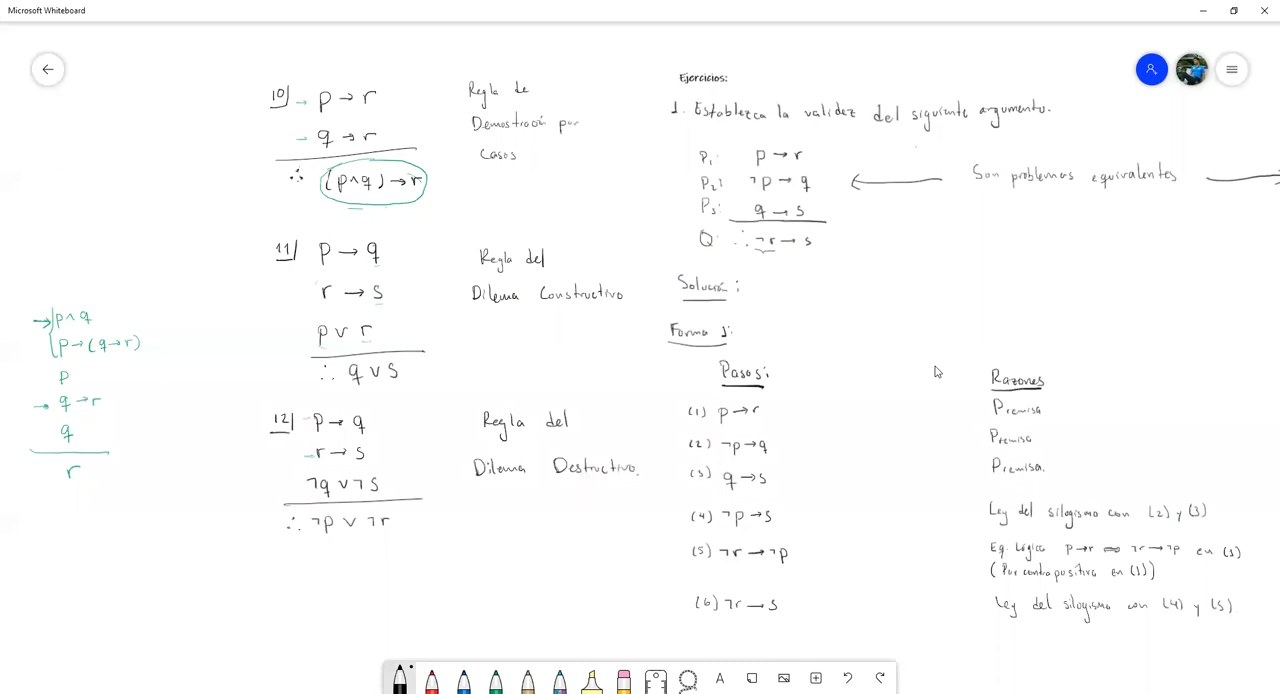 Microsoft Whiteboard
10) → p → r
→ q → r
∴ (p ∧ q) → r
Regla de
Demostración por
Casos
11) p → q
r → s
p ∨ r
∴ q ∨ s
Regla del
Dilema Constructivo
12) p → q
r → s
¬q ∨ ¬s
∴ ¬p ∨ ¬r
Regla del
Dilema Destructivo.
→ p ∧ q
p → (q → r)
p
→ q → r
q
r
Ejercicios:
1. Establezca la validez del siguiente argumento.
P1: p → r
P2: ¬p → q
P3: q → s
Q: ∴ ¬r → s
Son problemas equivalentes
Solución:
Forma 1:
Pasos: Razones
(1) p → r Premisa
(2) ¬p → q Premisa
(3) q → s Premisa.
(4) ¬p → s Ley del silogismo con (2) y (3)
(5) ¬r → ¬p Eq. Lógica p → r ⇔ ¬r → ¬p en (1)
(Por contrapositiva en (1))
(6) ¬r → s Ley del silogismo con (4) y (5)
A